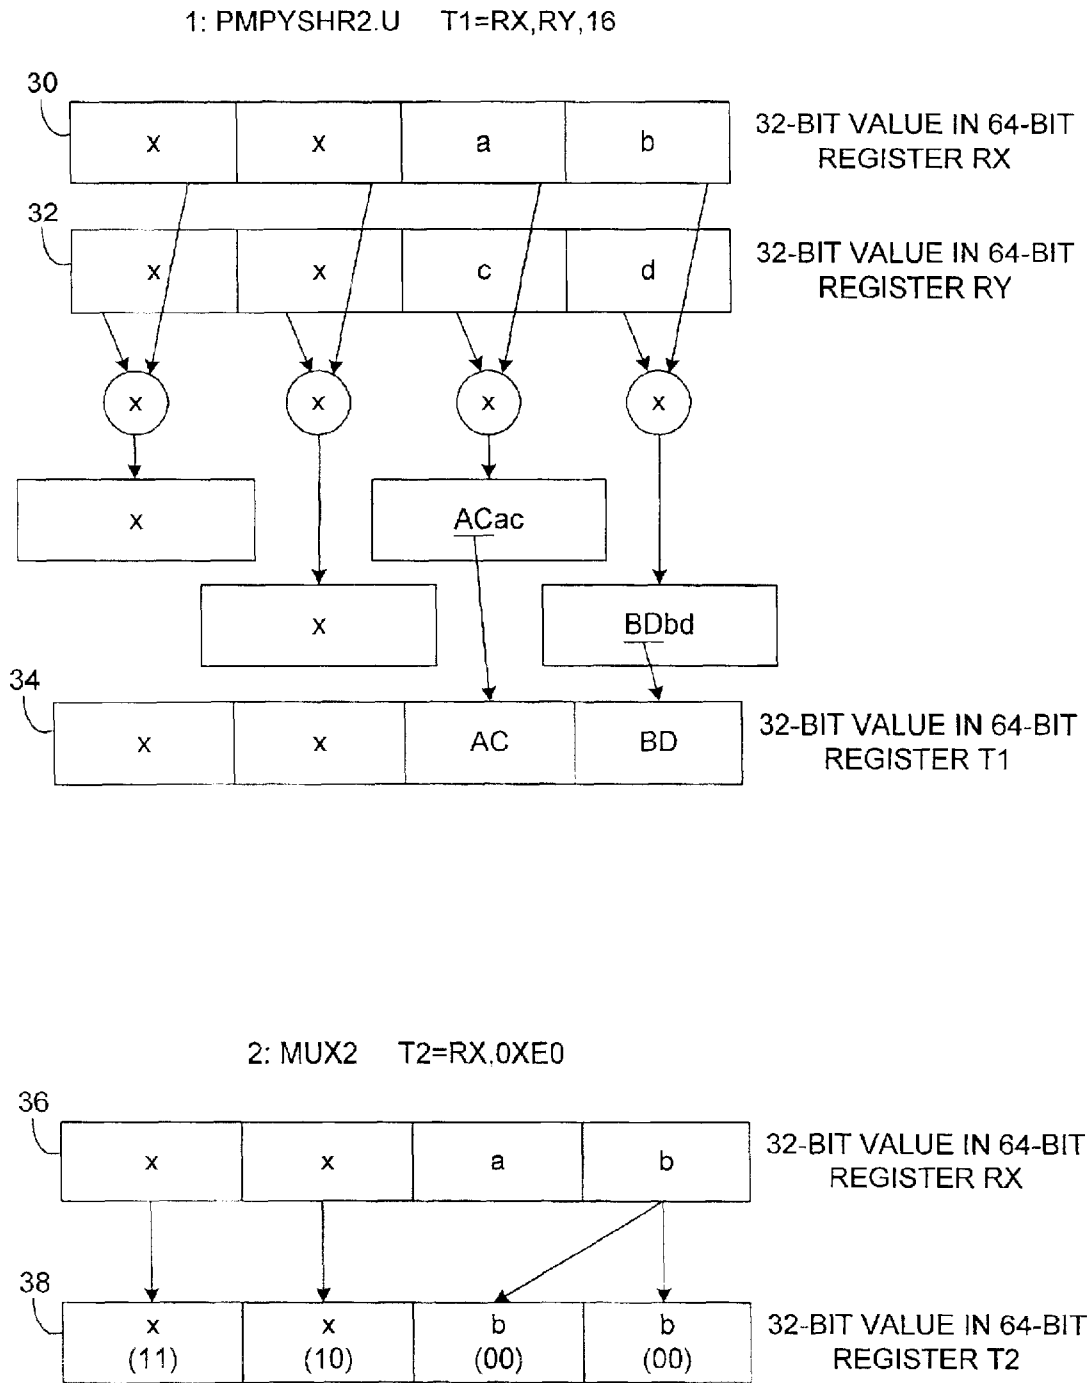 1: PMPYSHR2.U T1=RX,RY,16
30
x x a b
32-BIT VALUE IN 64-BIT
REGISTER RX
32
x x c d
32-BIT VALUE IN 64-BIT
REGISTER RY
x x x x
x
ACac
x
BDbd
34
x x AC BD
32-BIT VALUE IN 64-BIT
REGISTER T1
2: MUX2 T2=RX,0XE0
36
x x a b
32-BIT VALUE IN 64-BIT
REGISTER RX
38
x x b b
(11) (10) (00) (00)
32-BIT VALUE IN 64-BIT
REGISTER T2